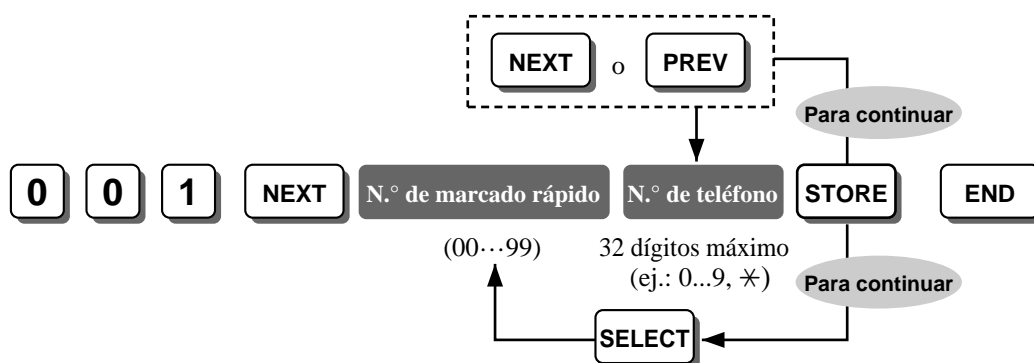 NEXT o PREV
Para continuar
0 0 1 NEXT N.° de marcado rápido N.° de teléfono STORE END
(00···99) 32 dígitos máximo
(ej.: 0...9, ✳)
Para continuar
SELECT